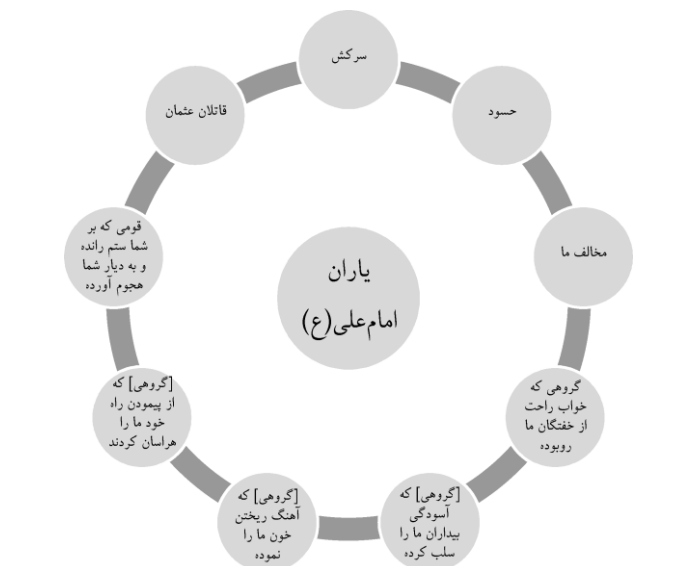 یاران
امام‌علی(ع)
سرکش
حسود
مخالف ما
گروهی که
خواب راحت
از خفتگان ما
روبوده
[گروهی] که
آسودگی
بیداران ما را
سلب کرده
[گروهی] که
آهنگ ریختن
خون ما را
نموده
[گروهی] که
از پیمودن راه
خود ما را
هراسان کردند
قومی که بر
شما ستم رانده
و به دیار شما
هجوم آورده
قاتلان عثمان